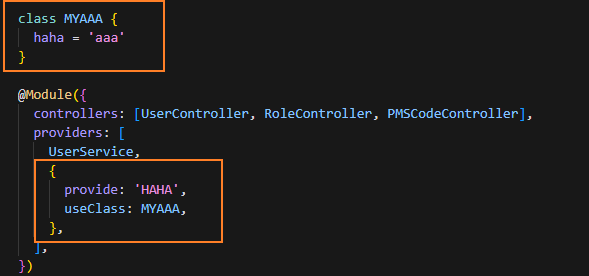 class MYAAA {
haha = 'aaa'
}
@Module({
controllers: [UserController, RoleController, PMSCodeController],
providers: [
UserService,
{
provide: 'HAHA',
useClass: MYAAA,
},
],
})